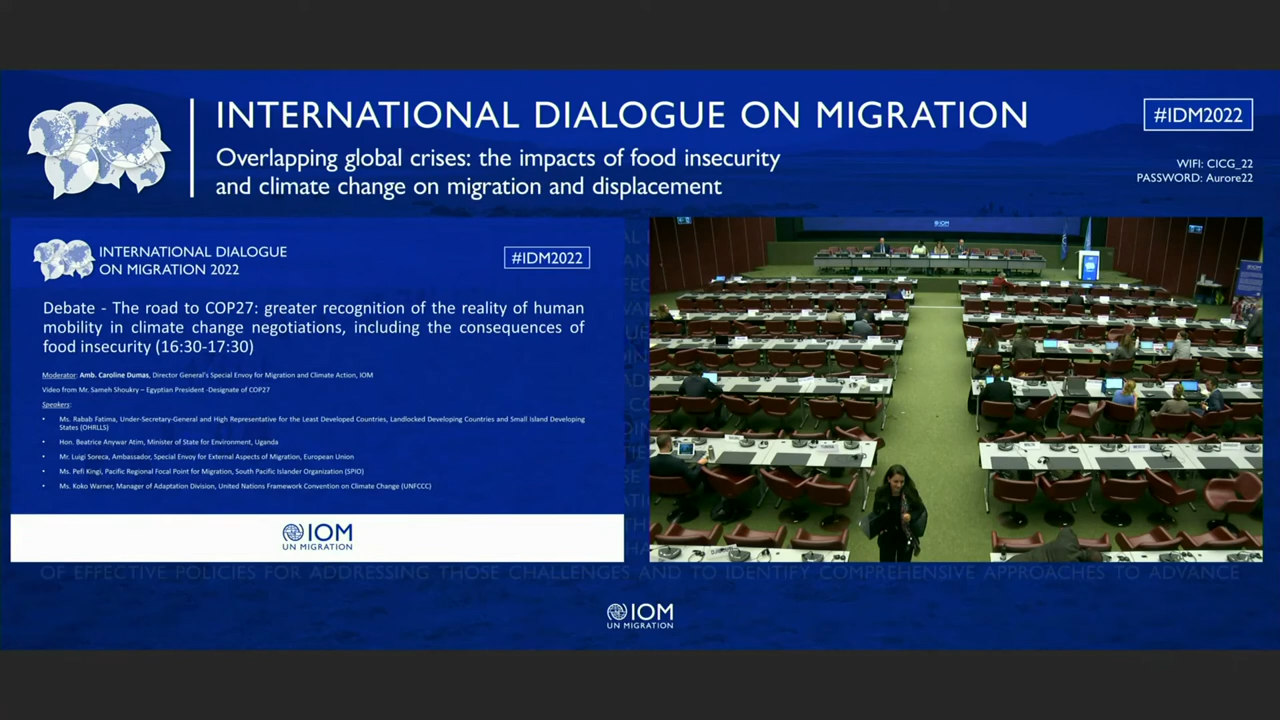 INTERNATIONAL DIALOGUE ON MIGRATION
Overlapping global crises: the impacts of food insecurity
and climate change on migration and displacement
#IDM2022
WIFI: CICG_22
PASSWORD: Aurore22
INTERNATIONAL DIALOGUE
ON MIGRATION 2022
#IDM2022
Debate - The road to COP27: greater recognition of the reality of human
mobility in climate change negotiations, including the consequences of
food insecurity (16:30-17:30)
Moderator: Amb. Caroline Dumas, Director General's Special Envoy for Migration and Climate Action, IOM
Video from Mr. Sameh Shoukry – Egyptian President -Designate of COP27
Speakers:
• Ms. Rabab Fatima, Under-Secretary-General and High Representative for the Least Developed Countries, Landlocked Developing Countries and Small Island Developing
States (OHRLLS)
• Hon. Beatrice Anywar Atim, Minister of State for Environment, Uganda
• Mr. Luigi Soreca, Ambassador, Special Envoy for External Aspects of Migration, European Union
• Ms. Pefi Kingi, Pacific Regional Focal Point for Migration, South Pacific Islander Organization (SPIO)
• Ms. Koko Warner, Manager of Adaptation Division, United Nations Framework Convention on Climate Change (UNFCCC)
IOM
UN MIGRATION
OF EFFECTIVE POLICIES FOR ADDRESSING THOSE CHALLENGES AND TO IDENTIFY COMPREHENSIVE APPROACHES TO ADVANCE
IOM
UN MIGRATION